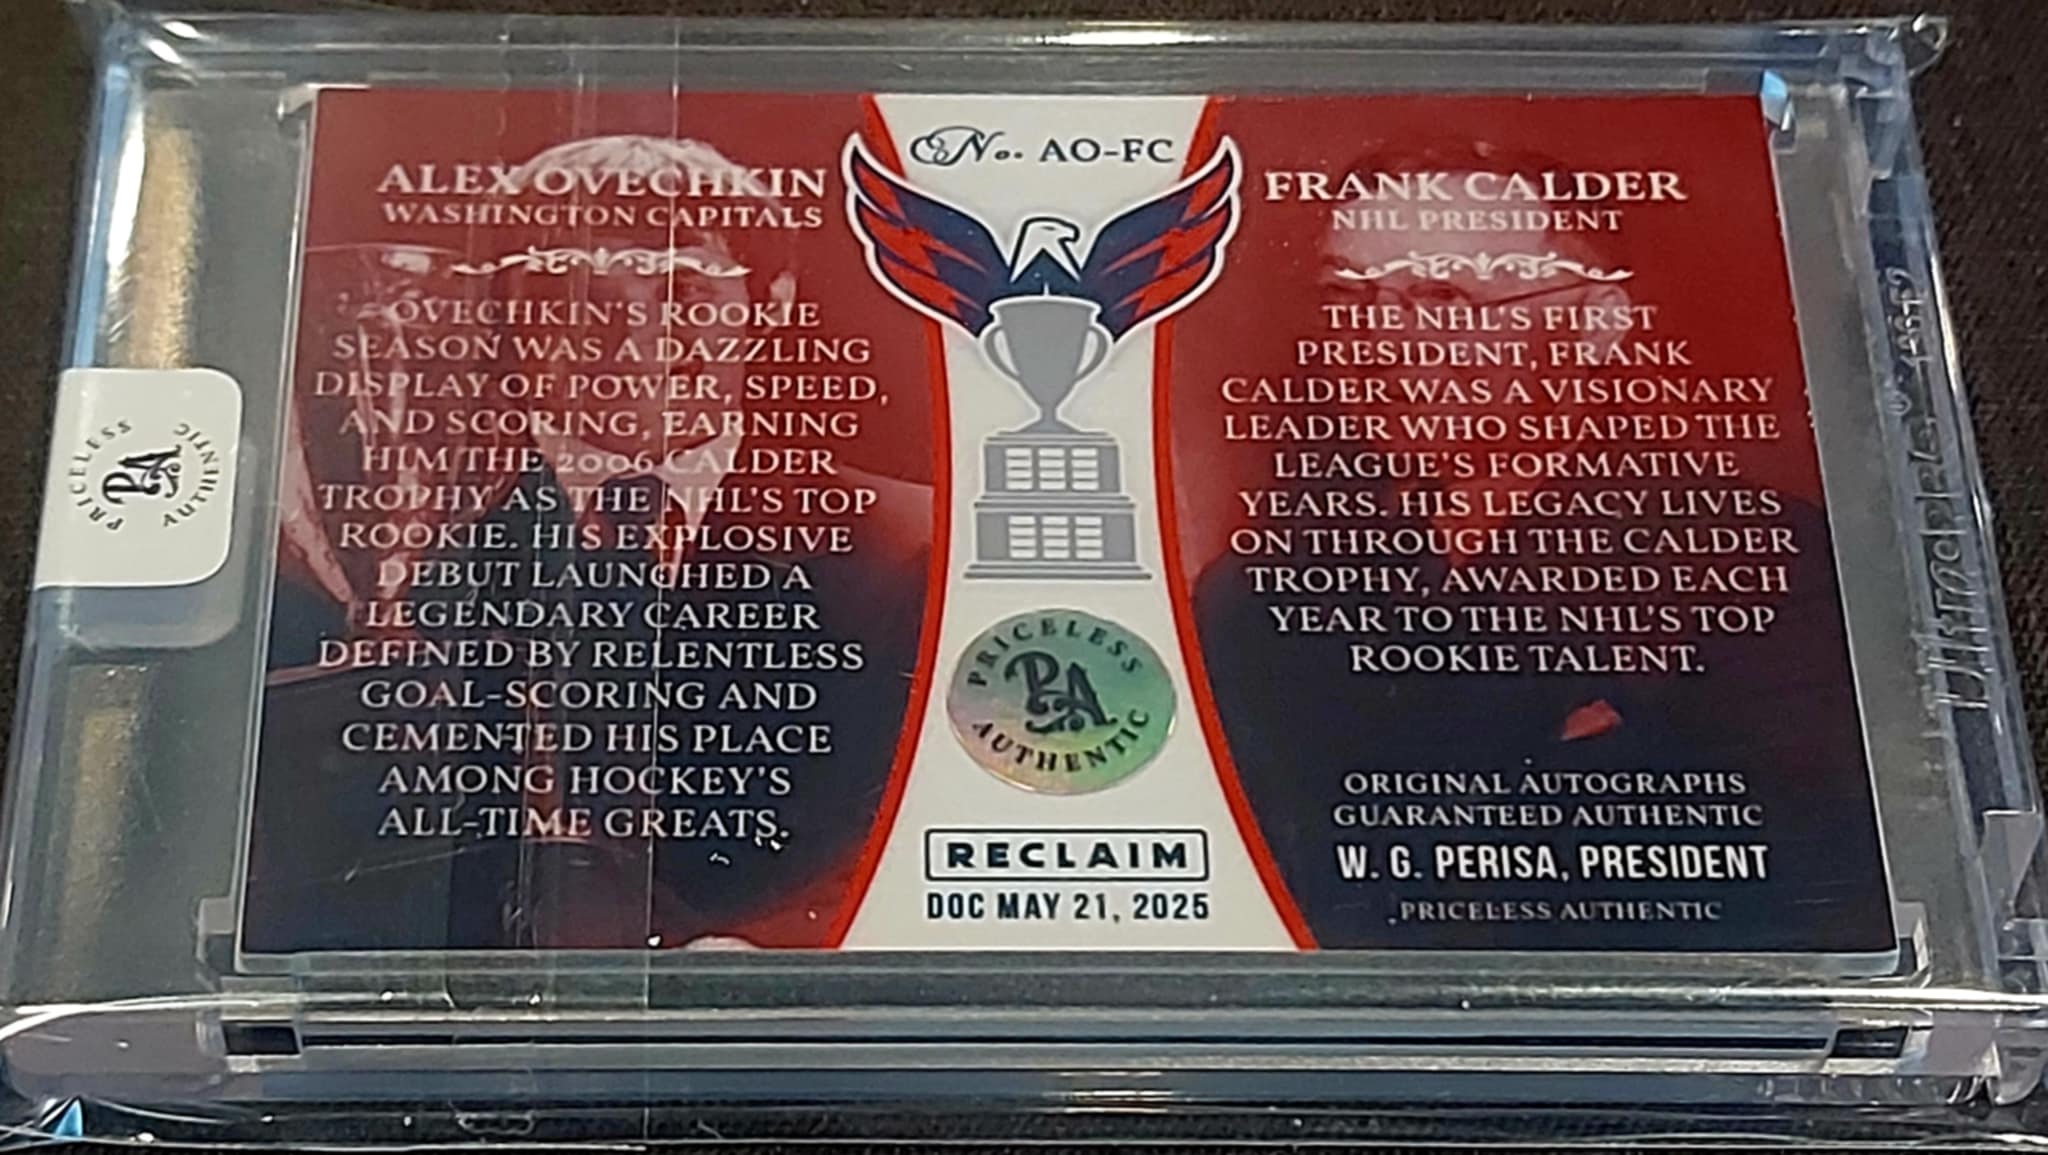 No. AO-FC
ALEX OVECHKIN
WASHINGTON CAPITALS
OVECHKIN'S ROOKIE
SEASON WAS A DAZZLING
DISPLAY OF POWER, SPEED,
AND SCORING, EARNING
HIM THE 2006 CALDER
TROPHY AS THE NHL'S TOP
ROOKIE. HIS EXPLOSIVE
DEBUT LAUNCHED A
LEGENDARY CAREER
DEFINED BY RELENTLESS
GOAL-SCORING AND
CEMENTED HIS PLACE
AMONG HOCKEY'S
ALL-TIME GREATS.
FRANK CALDER
NHL PRESIDENT
THE NHL'S FIRST
PRESIDENT, FRANK
CALDER WAS A VISIONARY
LEADER WHO SHAPED THE
LEAGUE'S FORMATIVE
YEARS. HIS LEGACY LIVES
ON THROUGH THE CALDER
TROPHY, AWARDED EACH
YEAR TO THE NHL'S TOP
ROOKIE TALENT.
ORIGINAL AUTOGRAPHS
GUARANTEED AUTHENTIC
W. G. PERISA, PRESIDENT
PRICELESS AUTHENTIC
PRICELESS
PA
AUTHENTIC
RECLAIM
DOC MAY 21, 2025
PRICELESS
PA
AUTHENTIC